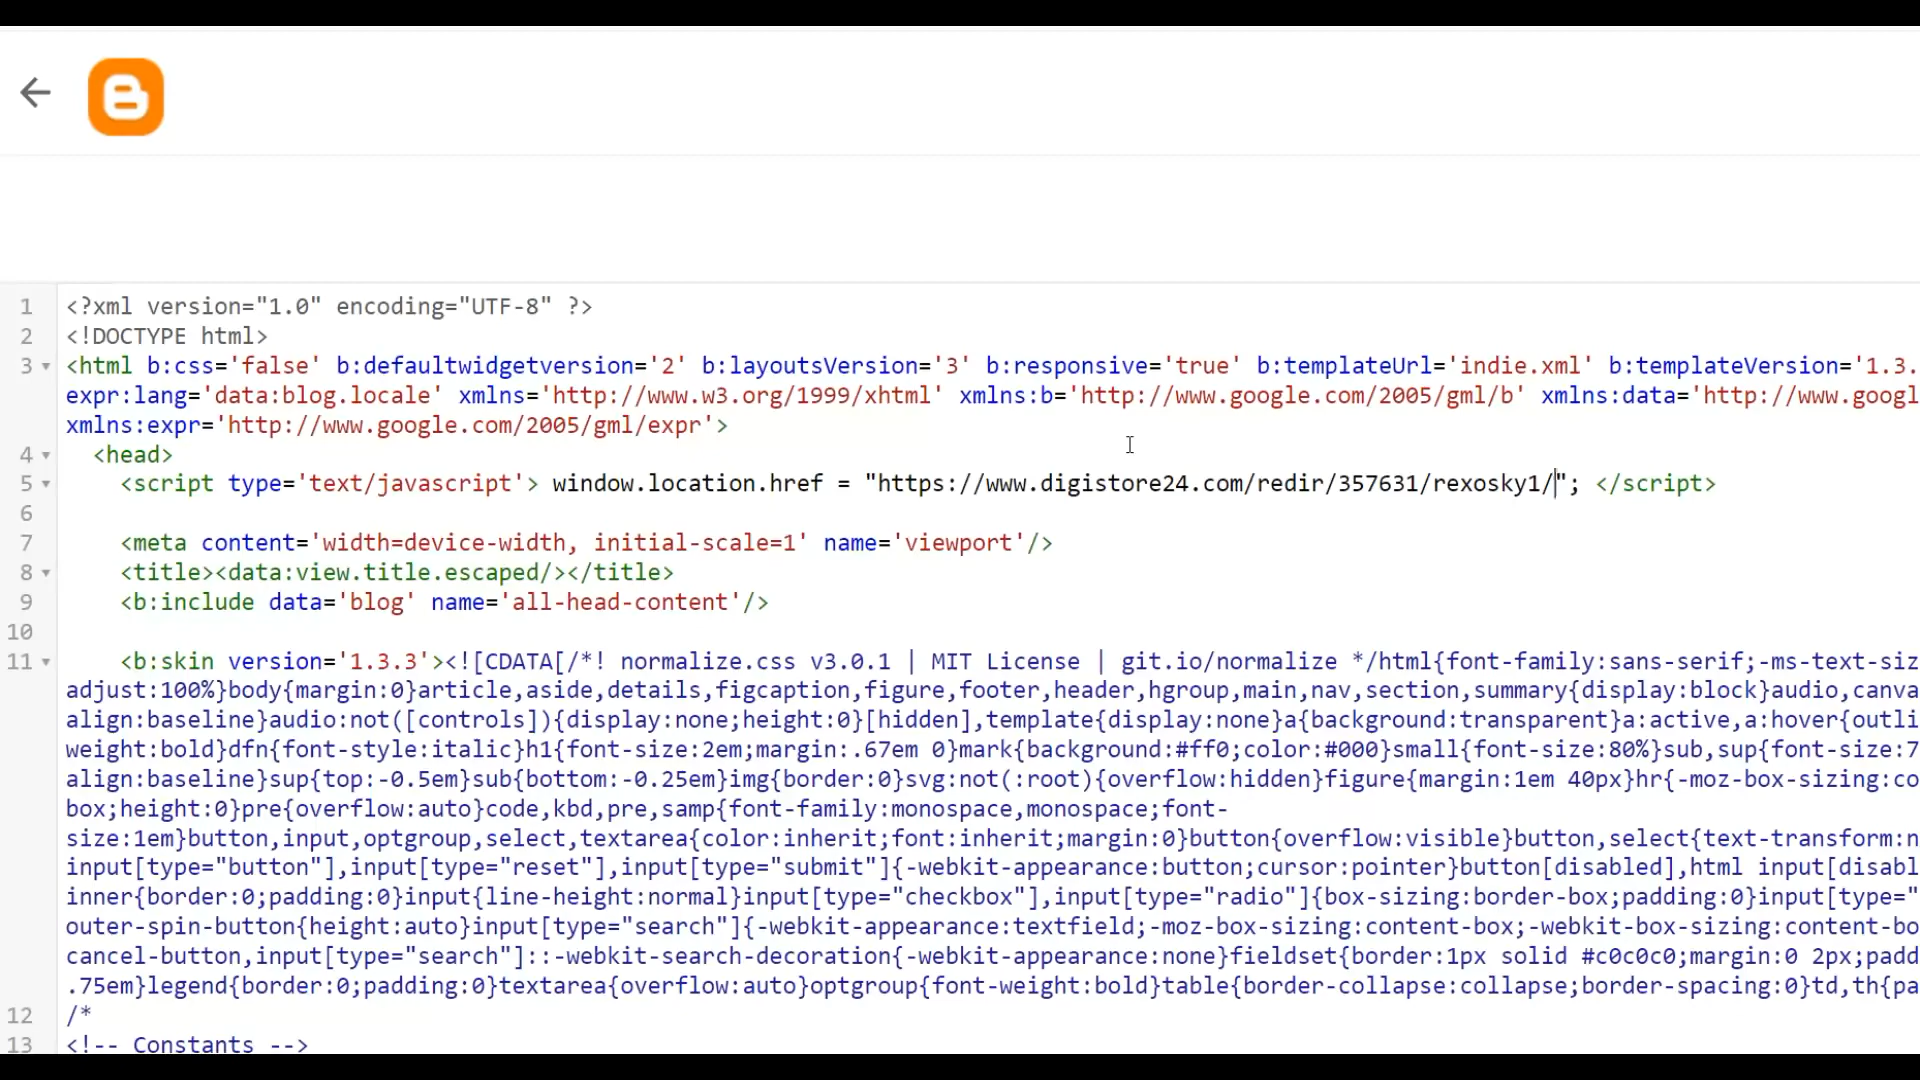 1 <?xml version="1.0" encoding="UTF-8" ?>
2 <!DOCTYPE html>
3 <html b:css='false' b:defaultwidgetversion='2' b:layoutsVersion='3' b:responsive='true' b:templateUrl='indie.xml' b:templateVersion='1.3.
expr:lang='data:blog.locale' xmlns='http://www.w3.org/1999/xhtml' xmlns:b='http://www.google.com/2005/gml/b' xmlns:data='http://www.googl
xmlns:expr='http://www.google.com/2005/gml/expr'>
4 <head>
5 <script type='text/javascript'> window.location.href = "https://www.digistore24.com/redir/357631/rexosky1/"; </script>
6
7 <meta content='width=device-width, initial-scale=1' name='viewport'/>
8 <title><data:view.title.escaped/></title>
9 <b:include data='blog' name='all-head-content'/>
10
11 <b:skin version='1.3.3'><![CDATA[/*! normalize.css v3.0.1 | MIT License | git.io/normalize */html{font-family:sans-serif;-ms-text-siz
adjust:100%}body{margin:0}article,aside,details,figcaption,figure,footer,header,hgroup,main,nav,section,summary{display:block}audio,canva
align:baseline}audio:not([controls]){display:none;height:0}[hidden],template{display:none}a{background:transparent}a:active,a:hover{outli
weight:bold}dfn{font-style:italic}h1{font-size:2em;margin:.67em 0}mark{background:#ff0;color:#000}small{font-size:80%}sub,sup{font-size:7
align:baseline}sup{top:-0.5em}sub{bottom:-0.25em}img{border:0}svg:not(:root){overflow:hidden}figure{margin:1em 40px}hr{-moz-box-sizing:co
box;height:0}pre{overflow:auto}code,kbd,pre,samp{font-family:monospace,monospace;font-
size:1em}button,input,optgroup,select,textarea{color:inherit;font:inherit;margin:0}button{overflow:visible}button,select{text-transform:n
input[type="button"],input[type="reset"],input[type="submit"]{-webkit-appearance:button;cursor:pointer}button[disabled],html input[disabl
inner{border:0;padding:0}input{line-height:normal}input[type="checkbox"],input[type="radio"]{box-sizing:border-box;padding:0}input[type="
outer-spin-button{height:auto}input[type="search"]{-webkit-appearance:textfield;-moz-box-sizing:content-box;-webkit-box-sizing:content-bo
cancel-button,input[type="search"]::-webkit-search-decoration{-webkit-appearance:none}fieldset{border:1px solid #c0c0c0;margin:0 2px;padd
.75em}legend{border:0;padding:0}textarea{overflow:auto}optgroup{font-weight:bold}table{border-collapse:collapse;border-spacing:0}td,th{pa
12 /*
13 <!-- Constants -->